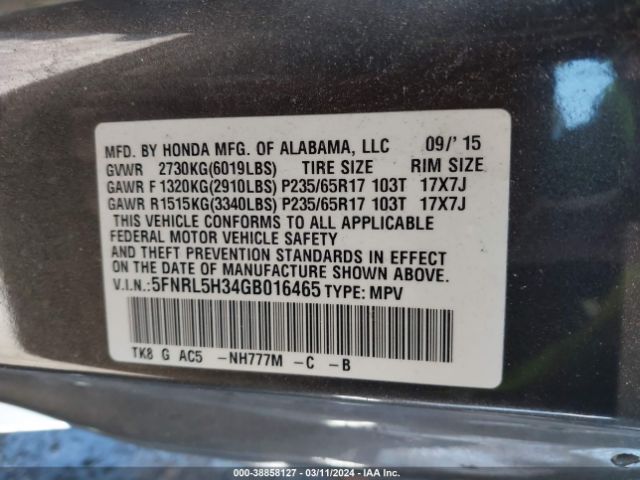 MFD. BY HONDA MFG. OF ALABAMA, LLC 09/' 15
GVWR 2730KG(6019LBS) TIRE SIZE RIM SIZE
GAWR F 1320KG(2910LBS) P235/65R17 103T 17X7J
GAWR R1515KG(3340LBS) P235/65R17 103T 17X7J
THIS VEHICLE CONFORMS TO ALL APPLICABLE
FEDERAL MOTOR VEHICLE SAFETY
AND THEFT PREVENTION STANDARDS IN EFFECT
ON THE DATE OF MANUFACTURE SHOWN ABOVE.
V.I.N.:5FNRL5H34GB016465 TYPE: MPV
TK8 G AC5 -NH777M -C -B
000-38858127 - 03/11/2024 - IAA Inc.